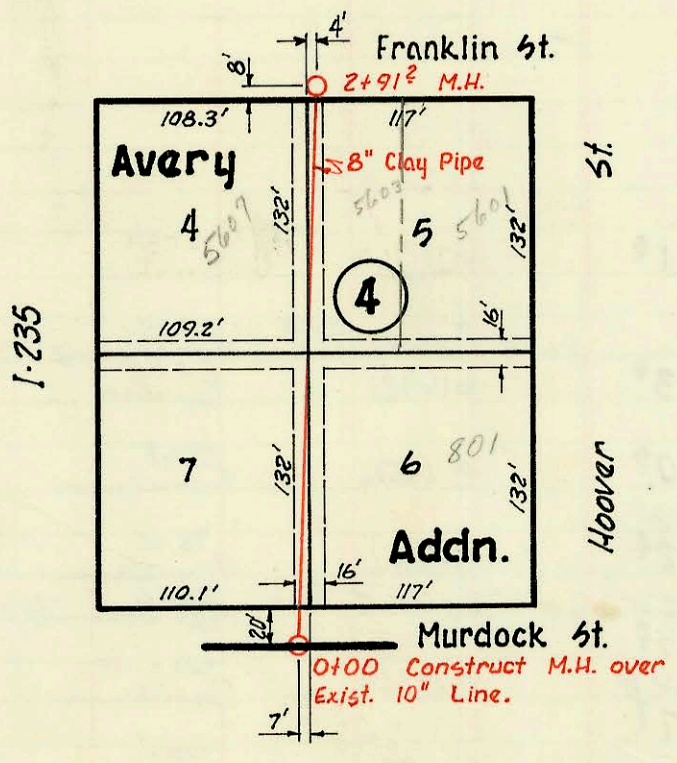 4'
Franklin St.
8'
2+91² M.H.
108.3'
117'
Avery
8" Clay Pipe
St.
132'
5603
5601
4
5607
5
132'
4
16'
109.2'
I-235
7
132'
6
801
132'
Hoover
Addn.
16'
110.1'
117'
20'
Murdock St.
0+00 Construct M.H. over
Exist. 10" Line.
7'